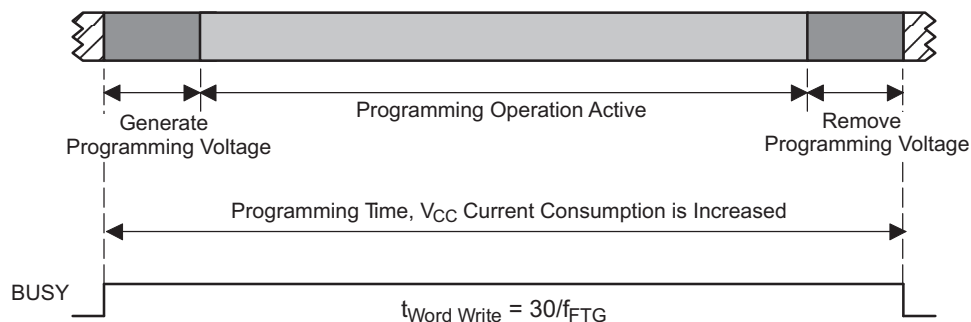 Programming Operation Active
Generate
Programming Voltage
Remove
Programming Voltage
Programming Time, VCC Current Consumption is Increased
BUSY
tWord Write = 30/fFTG